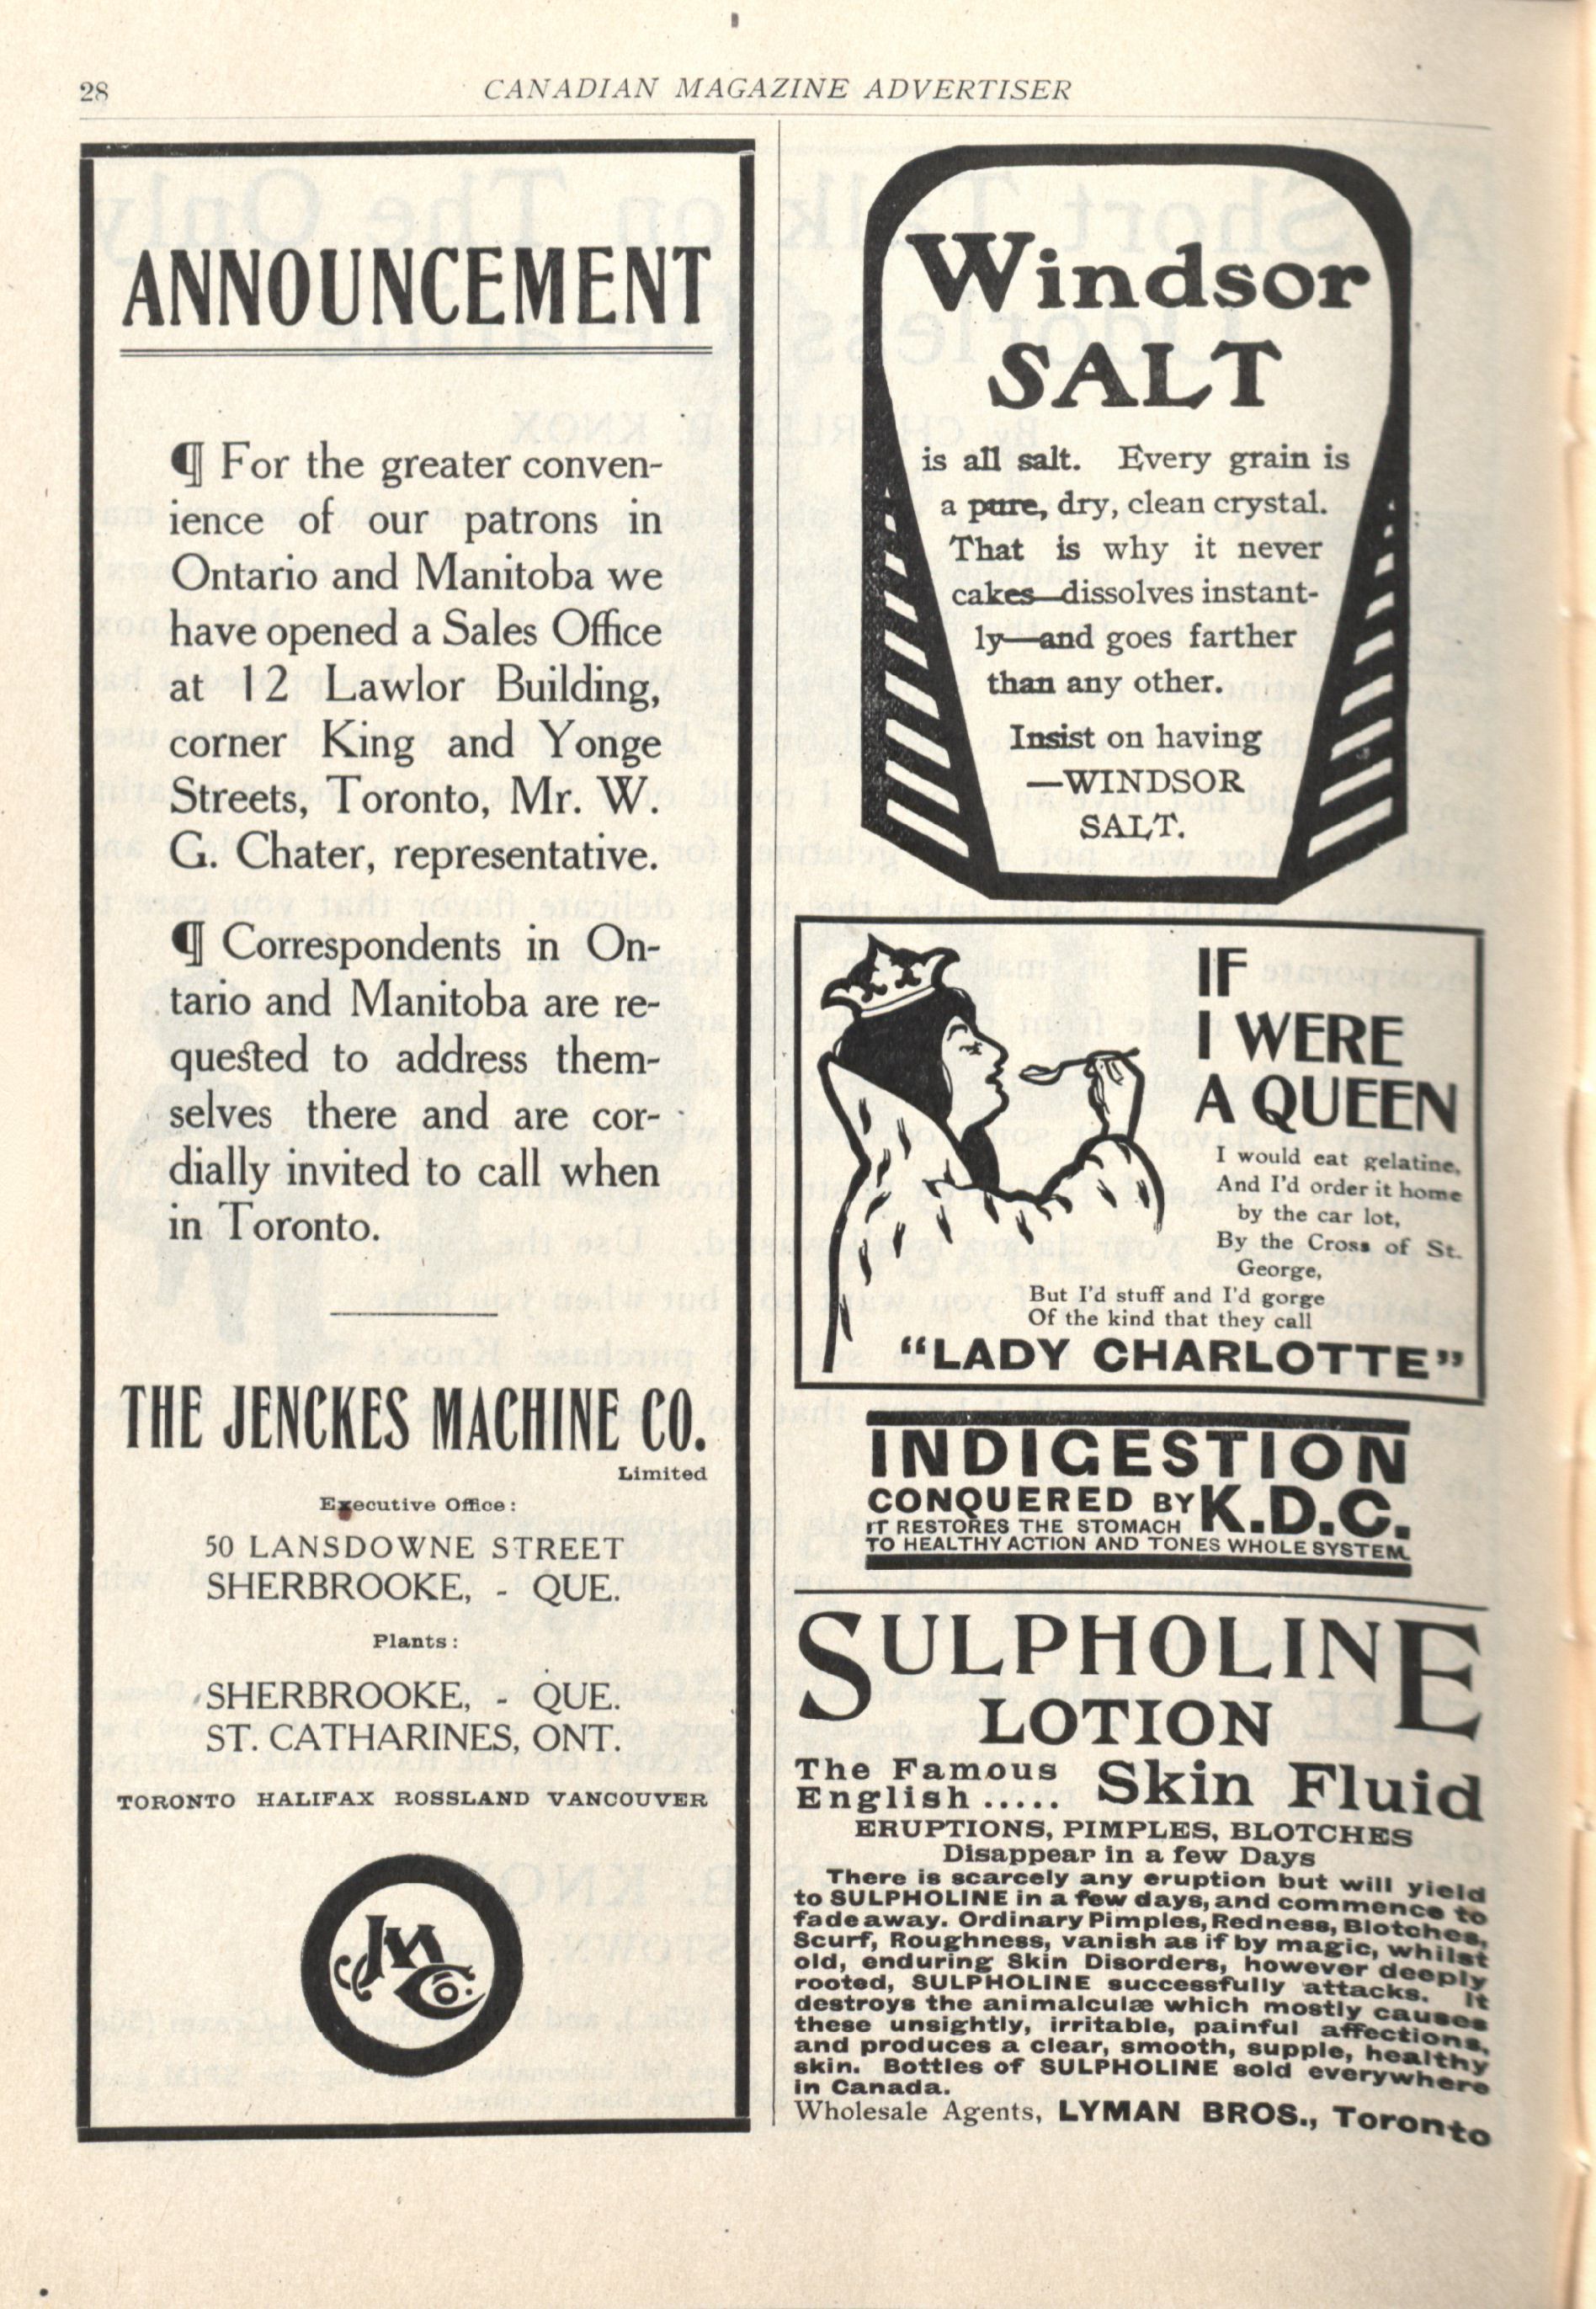 28
CANADIAN MAGAZINE ADVERTISER
ANNOUNCEMENT
¶ For the greater conven-
ience of our patrons in
Ontario and Manitoba we
have opened a Sales Office
at 12 Lawlor Building,
corner King and Yonge
Streets, Toronto, Mr. W.
G. Chater, representative.
¶ Correspondents in On-
tario and Manitoba are re-
quested to address them-
selves there and are cor-
dially invited to call when
in Toronto.
THE JENCKES MACHINE CO.
Limited
Executive Office:
50 LANSDOWNE STREET
SHERBROOKE, - QUE.
Plants:
SHERBROOKE, - QUE.
ST. CATHARINES, ONT.
TORONTO HALIFAX ROSSLAND VANCOUVER
Windsor
SALT
is all salt. Every grain is
a pure, dry, clean crystal.
That is why it never
cakes—dissolves instant-
ly—and goes farther
than any other.
Insist on having
—WINDSOR
SALT.
IF
I WERE
A QUEEN
I would eat gelatine,
And I'd order it home
by the car lot,
By the Cross of St.
George,
But I'd stuff and I'd gorge
Of the kind that they call
"LADY CHARLOTTE"
INDIGESTION
CONQUERED BY K.D.C.
IT RESTORES THE STOMACH
TO HEALTHY ACTION AND TONES WHOLE SYSTEM.
SULPHOLINE
LOTION
The Famous
English ..... Skin Fluid
ERUPTIONS, PIMPLES, BLOTCHES
Disappear in a few Days
There is scarcely any eruption but will yield
to SULPHOLINE in a few days, and commence to
fade away. Ordinary Pimples, Redness, Blotches,
Scurf, Roughness, vanish as if by magic, whilst
old, enduring Skin Disorders, however deeply
rooted, SULPHOLINE successfully attacks. It
destroys the animalculæ which mostly causes
these unsightly, irritable, painful affections,
and produces a clear, smooth, supple, healthy
skin. Bottles of SULPHOLINE sold everywhere
in Canada.
Wholesale Agents, LYMAN BROS., Toronto